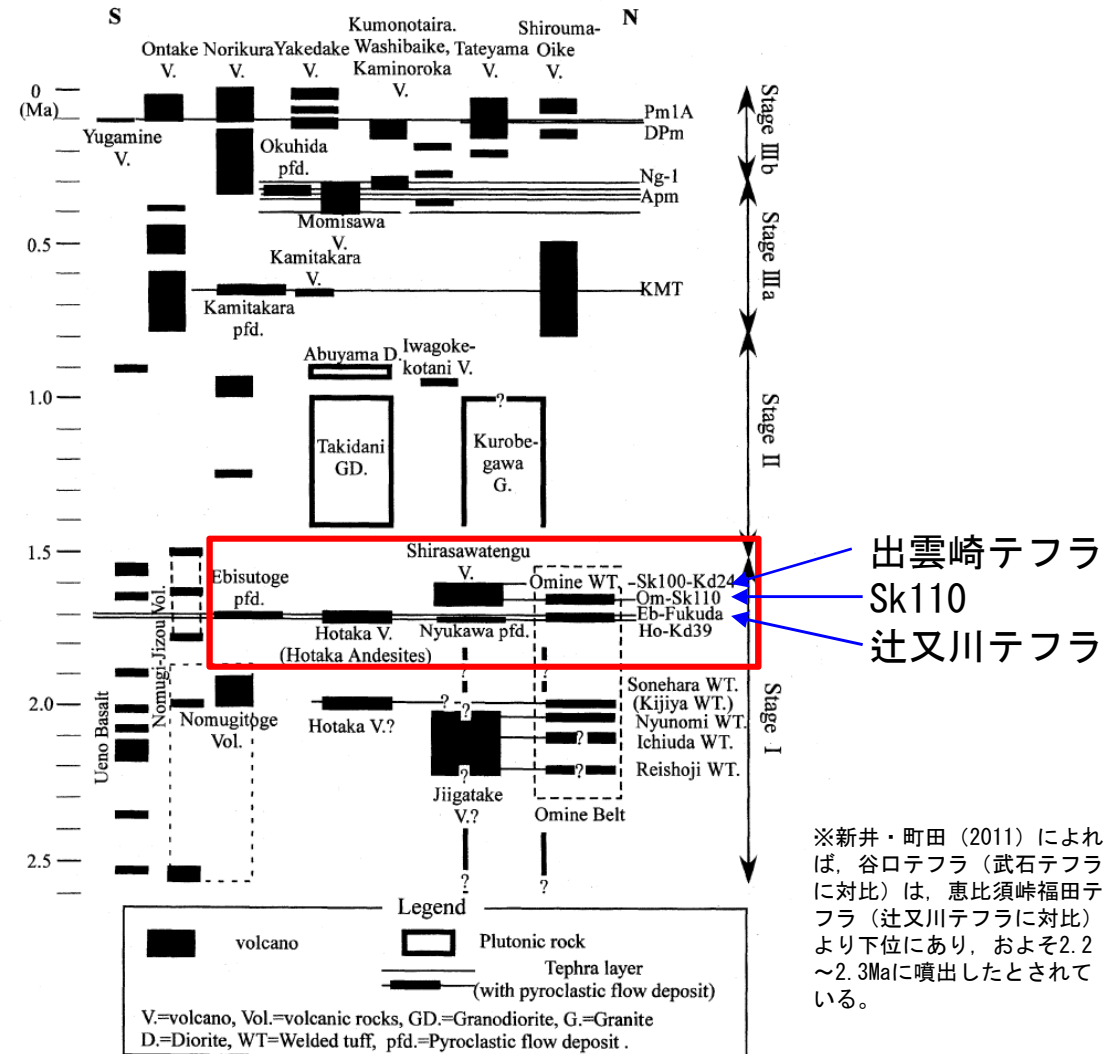 S
N
Ontake
V.
Norikura
V.
Yakedake
V.
Kumonotaira.
Washibaike,
Kaminoroka
V.
Tateyama
V.
Shirouma-
Oike
V.
0
(Ma)
Yugamine
V.
Okuhida
pfd.
Pm1A
DPm
Ng-1
Apm
Stage Ⅲb
Momisawa
V.
0.5
Kamitakara
V.
Kamitakara
pfd.
KMT
Stage Ⅲa
Abuyama D.
Iwagoke-
kotani V.
1.0
?
Takidani
GD.
Kurobe-
gawa
G.
Stage Ⅱ
1.5
Shirasawatengu
V.
Ebisutoge
pfd.
Omine WT.
-Sk100-Kd24
Om-Sk110
Eb-Fukuda
Ho-Kd39
出雲崎テフラ
Sk110
辻又川テフラ
Hotaka V.
(Hotaka Andesites)
Nyukawa pfd.
?
?
Nomugi-Jizou Vol.
Ueno Basalt
2.0
Nomugitoge
Vol.
Hotaka V.?
?
?
Sonehara WT.
(Kijiya WT.)
Nyunomi WT.
?
Ichiuda WT.
?
?
Reishoji WT.
Jiigatake
V.?
Omine Belt
Stage Ⅰ
2.5
?
?
※新井・町田（2011）によれ
ば，谷口テフラ（武石テフラ
に対比）は，恵比須峠福田テ
フラ（辻又川テフラに対比）
より下位にあり，およそ2.2
～2.3Maに噴出したとされて
いる。
Legend
volcano
Plutonic rock
Tephra layer
(with pyroclastic flow deposit)
V.=volcano, Vol.=volcanic rocks, GD.=Granodiorite, G.=Granite
D.=Diorite, WT=Welded tuff, pfd.=Pyroclastic flow deposit .